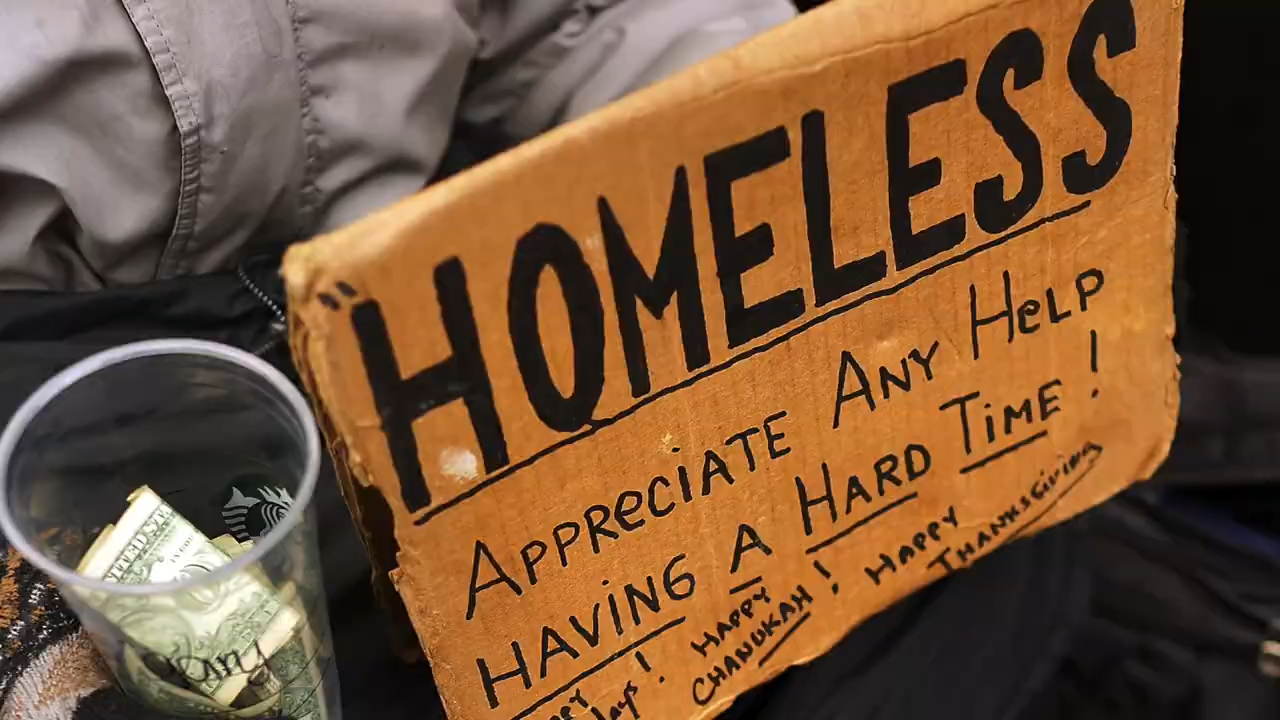 "HOMELESS
APPRECIATE ANY HELP
HAVING A HARD TIME!
HAPPY
CHANUKAH!
HAPPY
THANKSGIVING